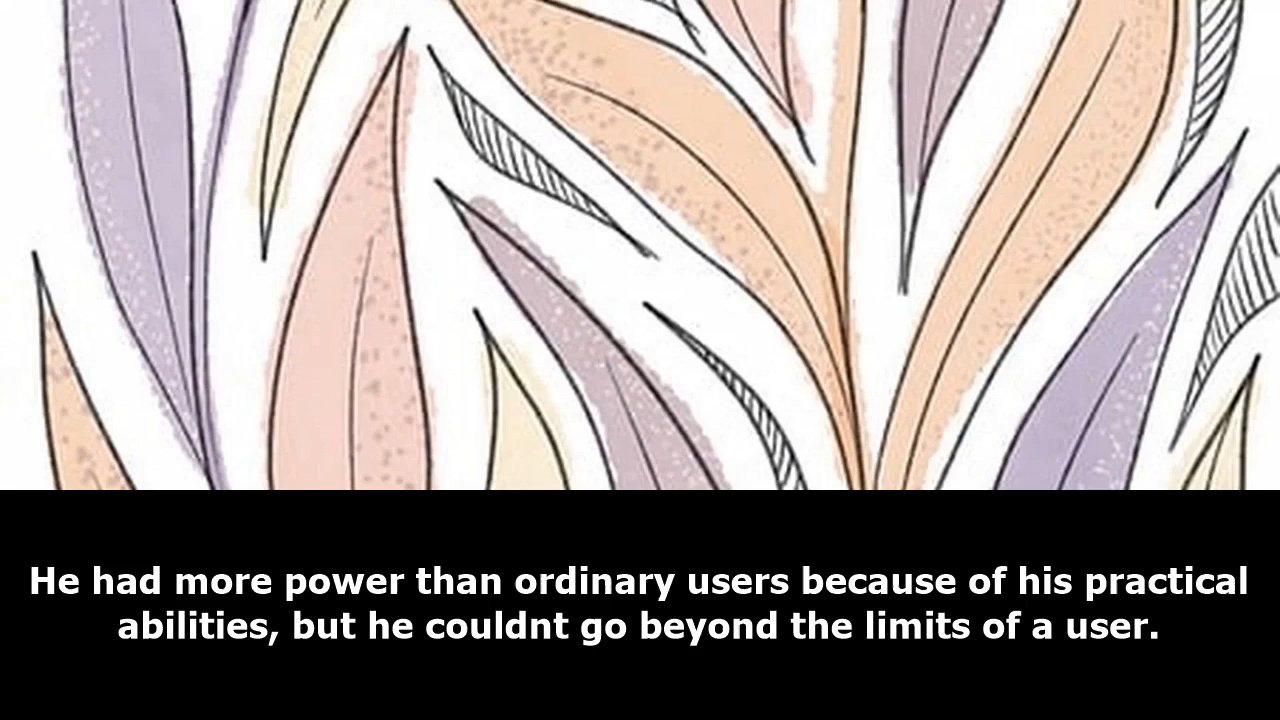 He had more power than ordinary users because of his practical
abilities, but he couldnt go beyond the limits of a user.